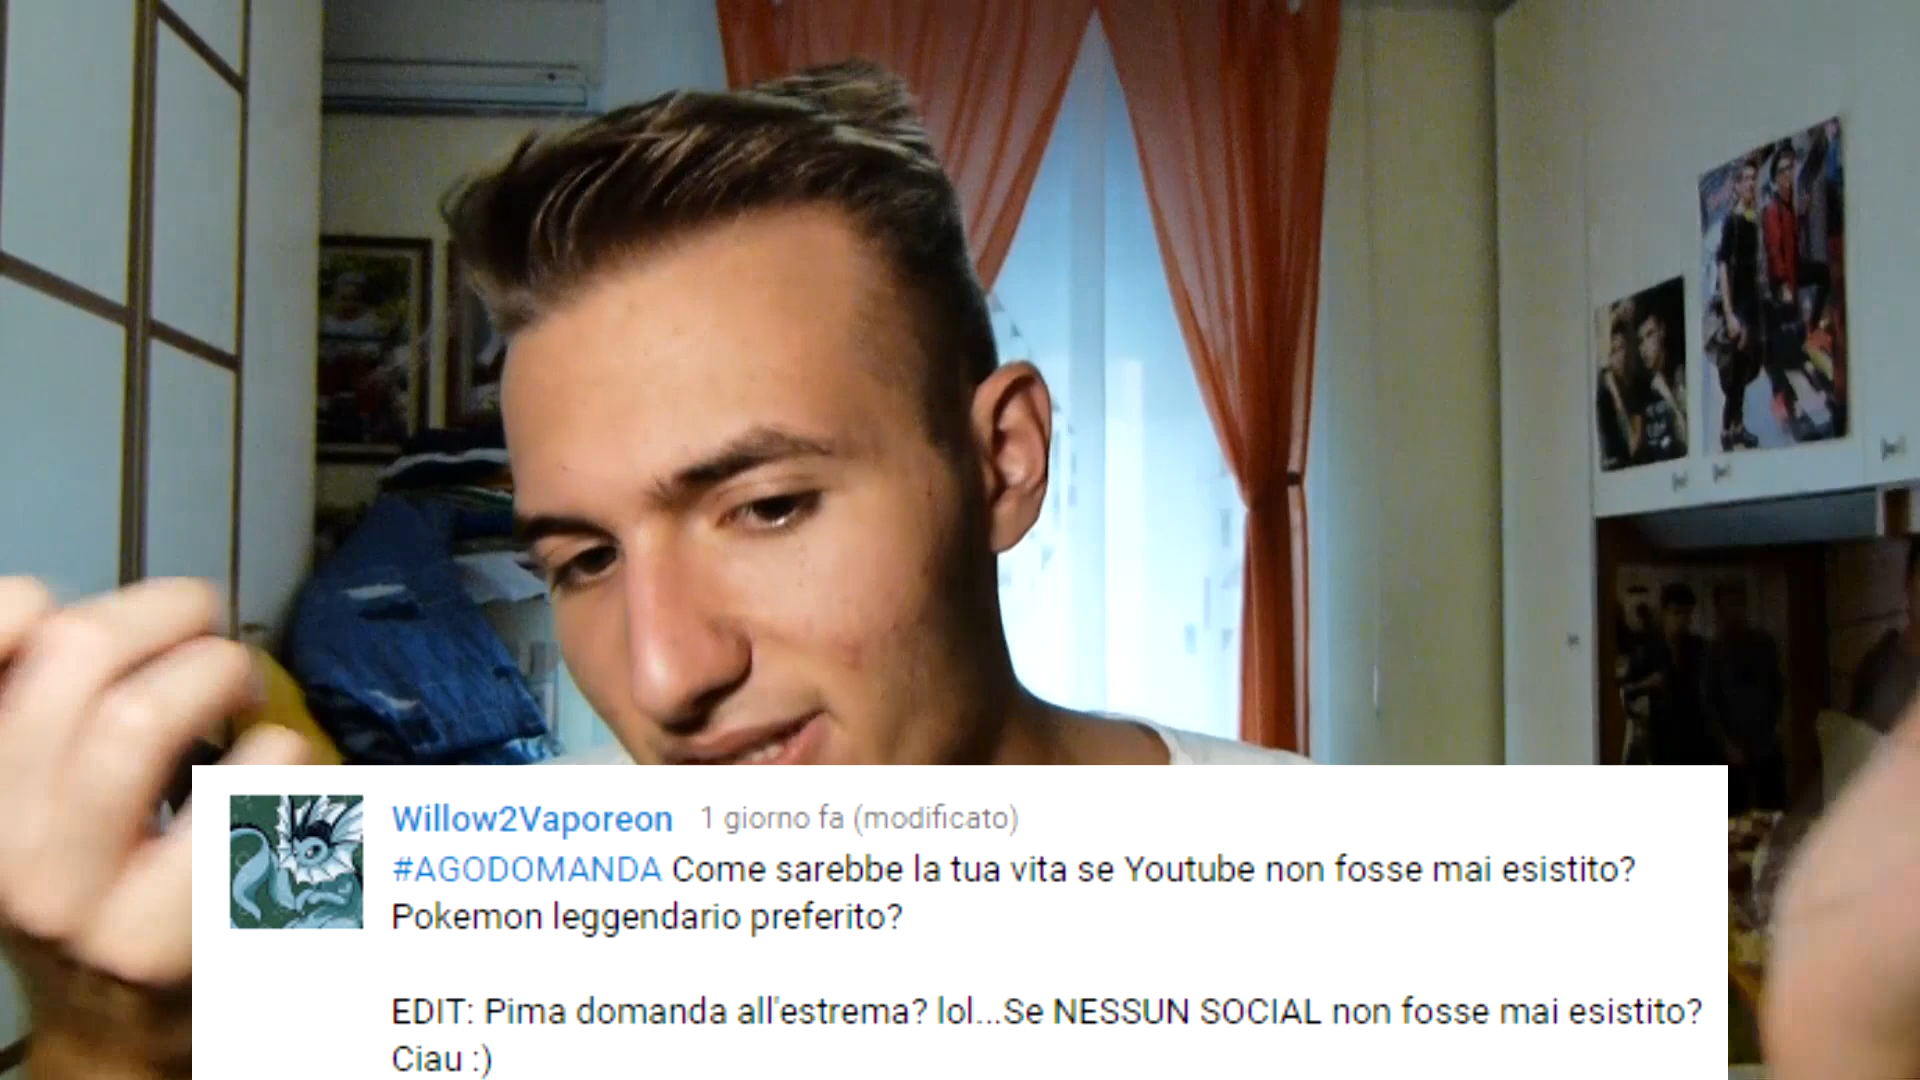 Willow2Vaporeon 1 giorno fa (modificato)
#AGODOMANDA Come sarebbe la tua vita se Youtube non fosse mai esistito?
Pokemon leggendario preferito?
EDIT: Pima domanda all'estrema? lol...Se NESSUN SOCIAL non fosse mai esistito?
Ciau :)